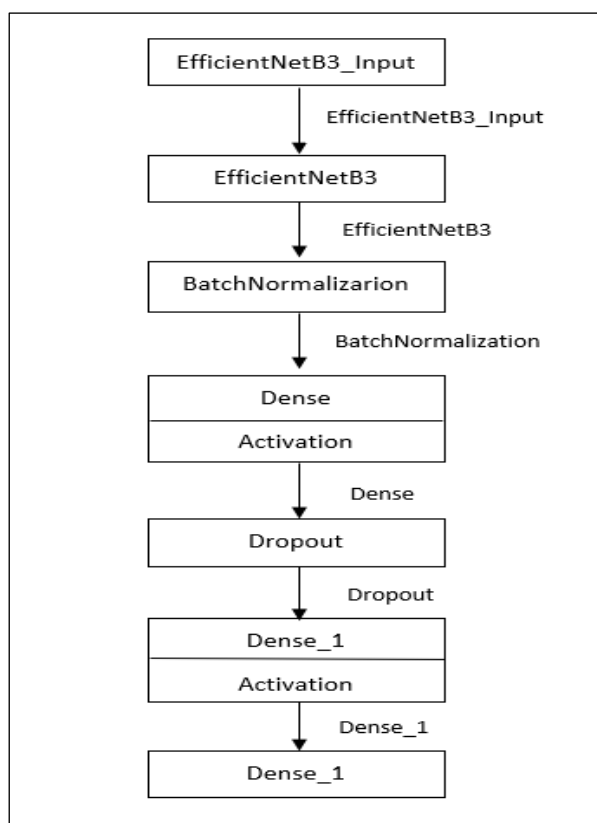 EfficientNetB3_Input
EfficientNetB3_Input
EfficientNetB3
EfficientNetB3
BatchNormalizarion
BatchNormalization
Dense
Activation
Dense
Dropout
Dropout
Dense_1
Activation
Dense_1
Dense_1